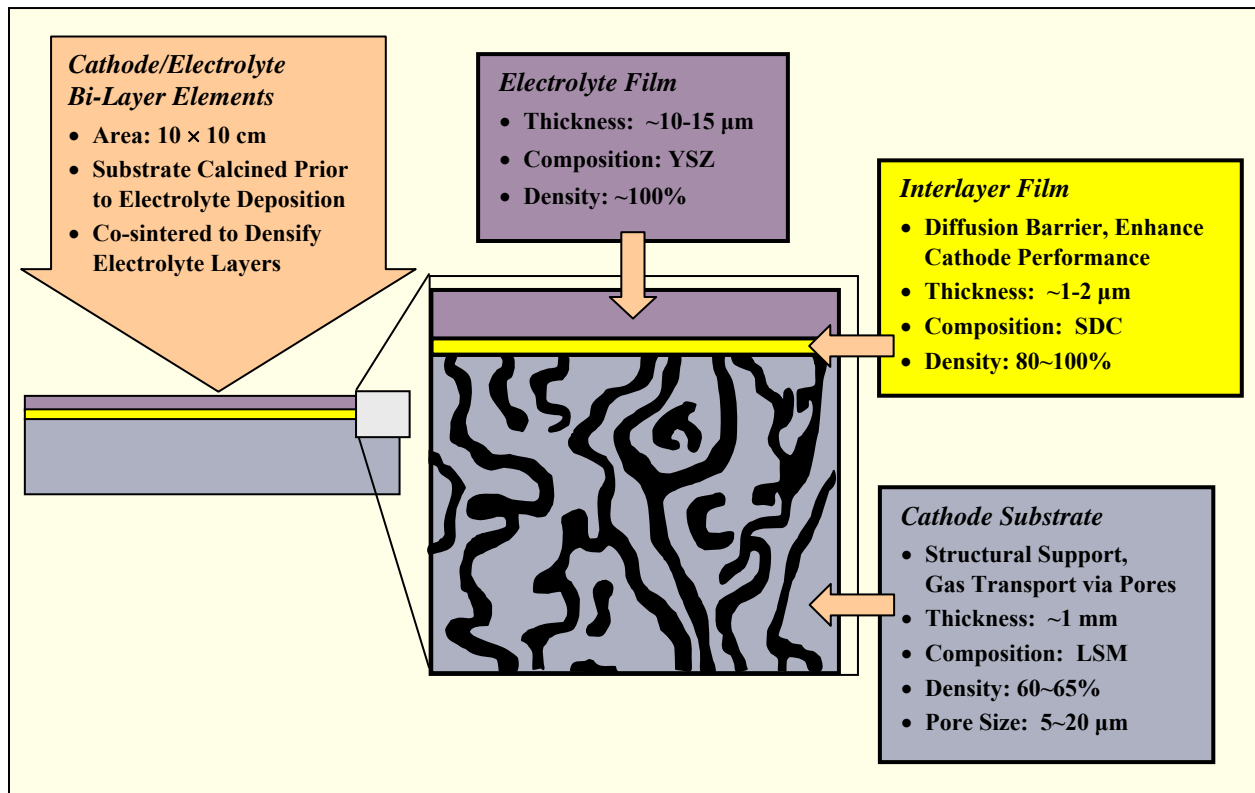 Cathode/Electrolyte
Bi-Layer Elements
• Area: 10 × 10 cm
• Substrate Calcined Prior
to Electrolyte Deposition
• Co-sintered to Densify
Electrolyte Layers
Electrolyte Film
• Thickness: ~10-15 μm
• Composition: YSZ
• Density: ~100%
Interlayer Film
• Diffusion Barrier, Enhance
Cathode Performance
• Thickness: ~1-2 μm
• Composition: SDC
• Density: 80~100%
Cathode Substrate
• Structural Support,
Gas Transport via Pores
• Thickness: ~1 mm
• Composition: LSM
• Density: 60~65%
• Pore Size: 5~20 μm